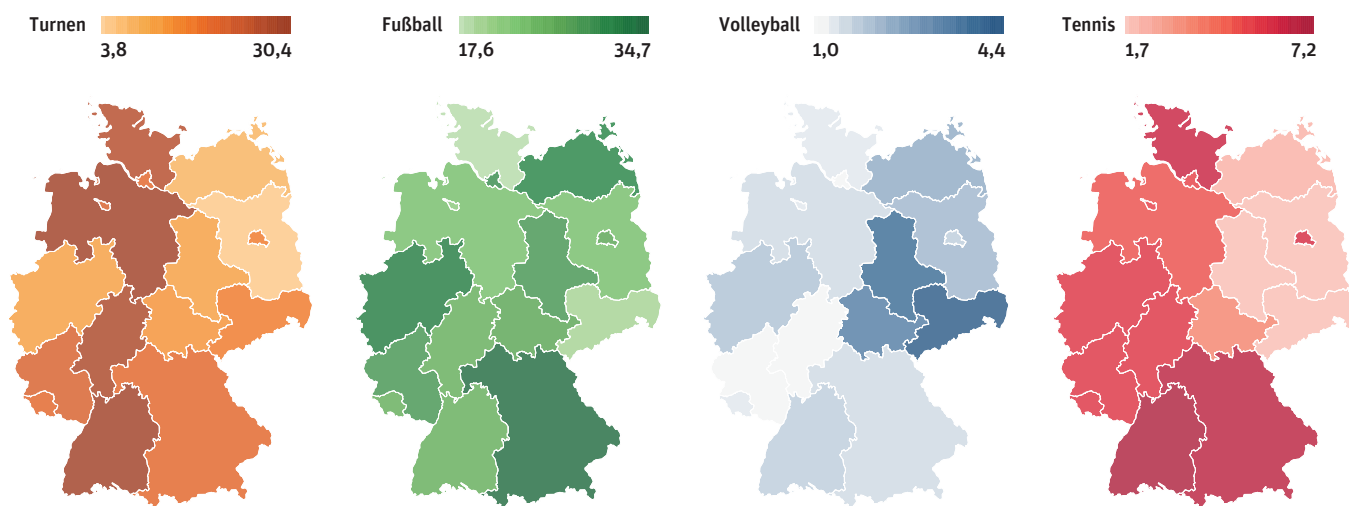 Turnen
3,8 30,4
Fußball
17,6 34,7
Volleyball
1,0 4,4
Tennis
1,7 7,2